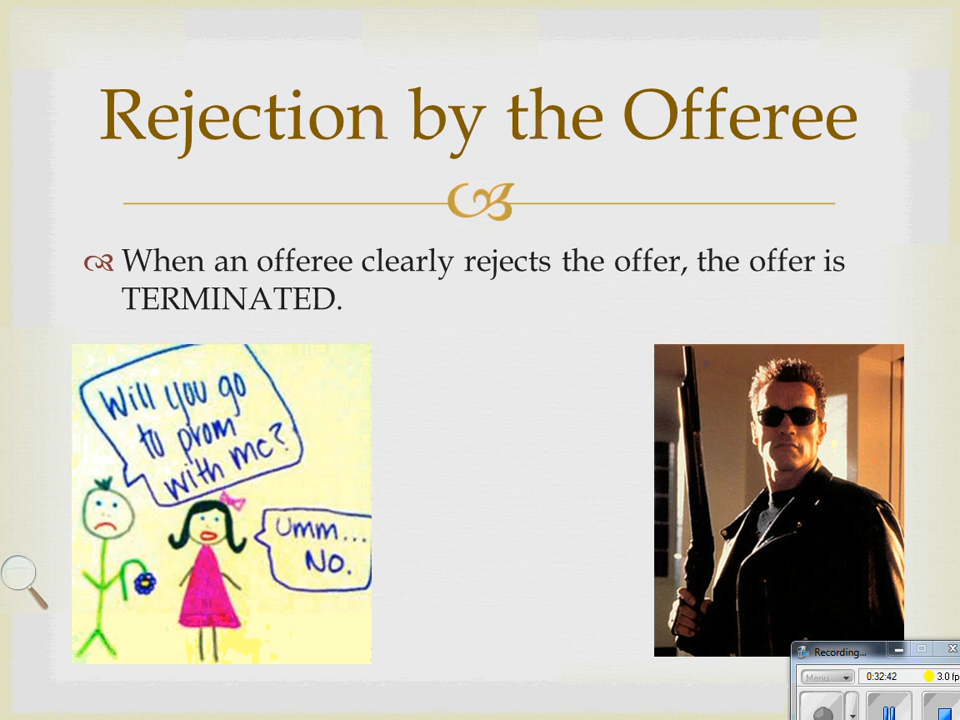 Rejection by the Offeree
When an offeree clearly rejects the offer, the offer is
TERMINATED.
Will you go
to prom
with me?
Umm...
No.
Recording...
Menu
0:32:42
3.0 fp